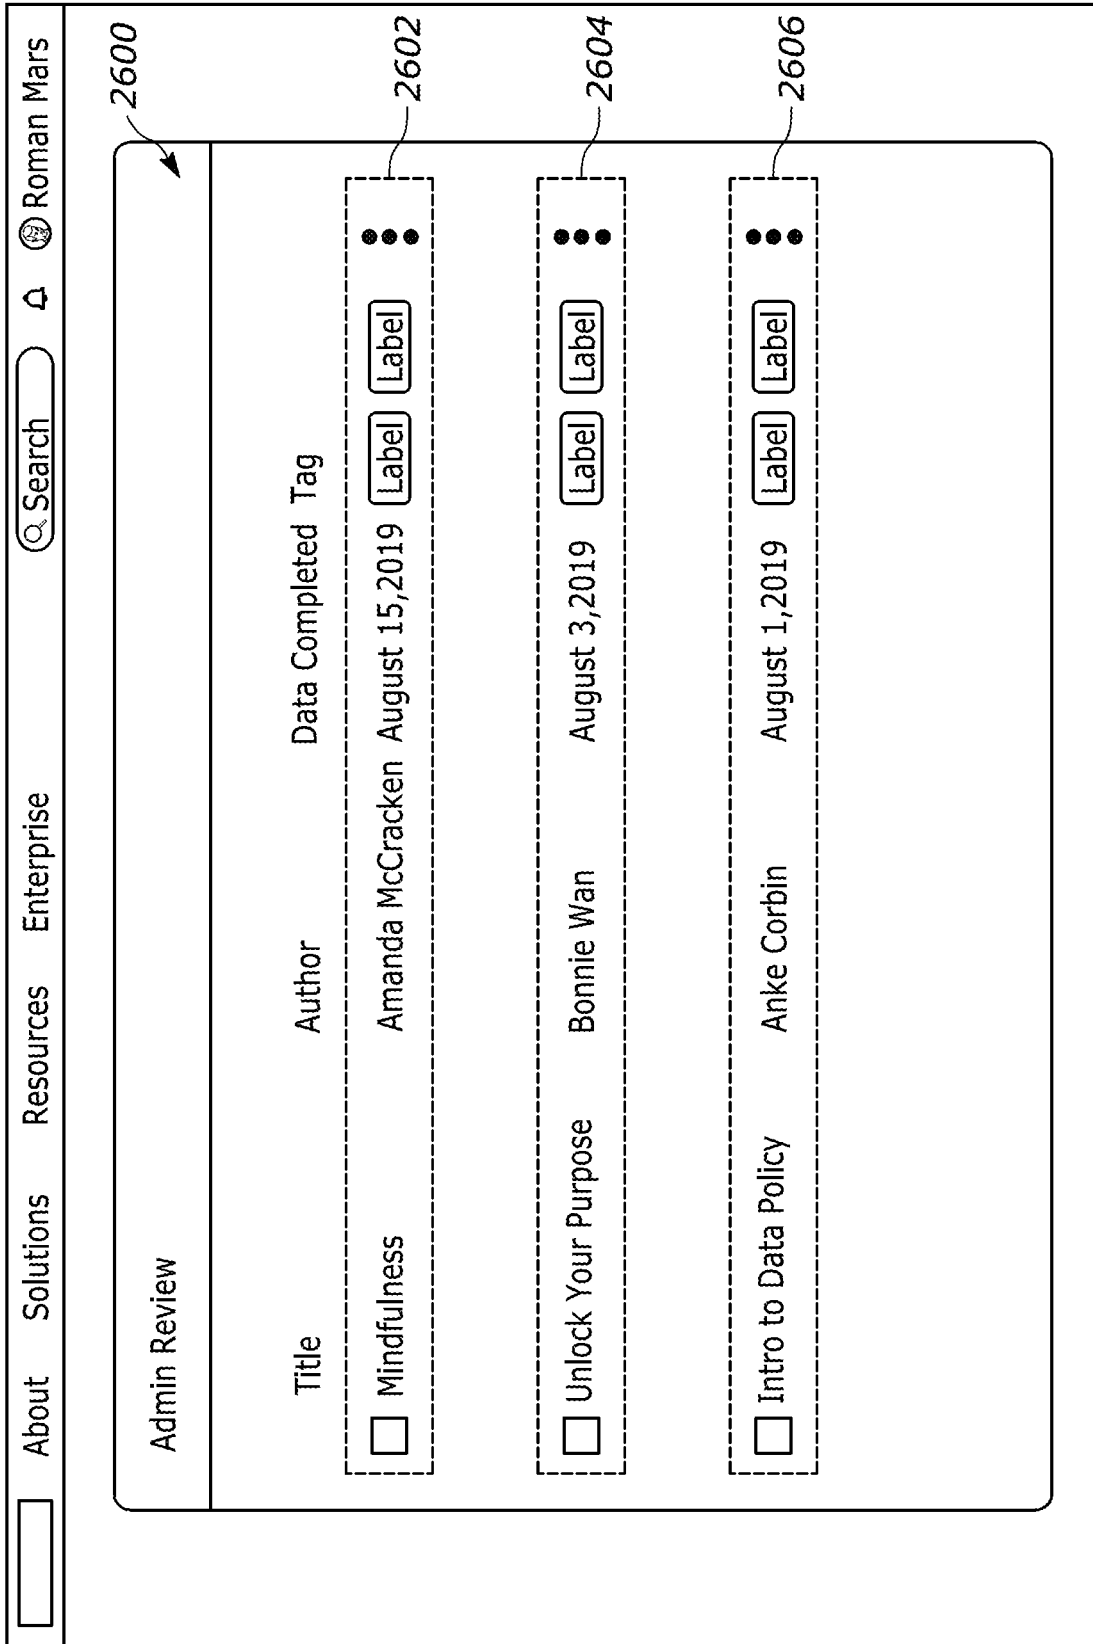 About Solutions Resources Enterprise Search Roman Mars
2600
Admin Review
Title Author Data Completed Tag
Mindfulness Amanda McCracken August 15,2019 Label Label
2602
Unlock Your Purpose Bonnie Wan August 3,2019 Label Label
2604
Intro to Data Policy Anke Corbin August 1,2019 Label Label
2606